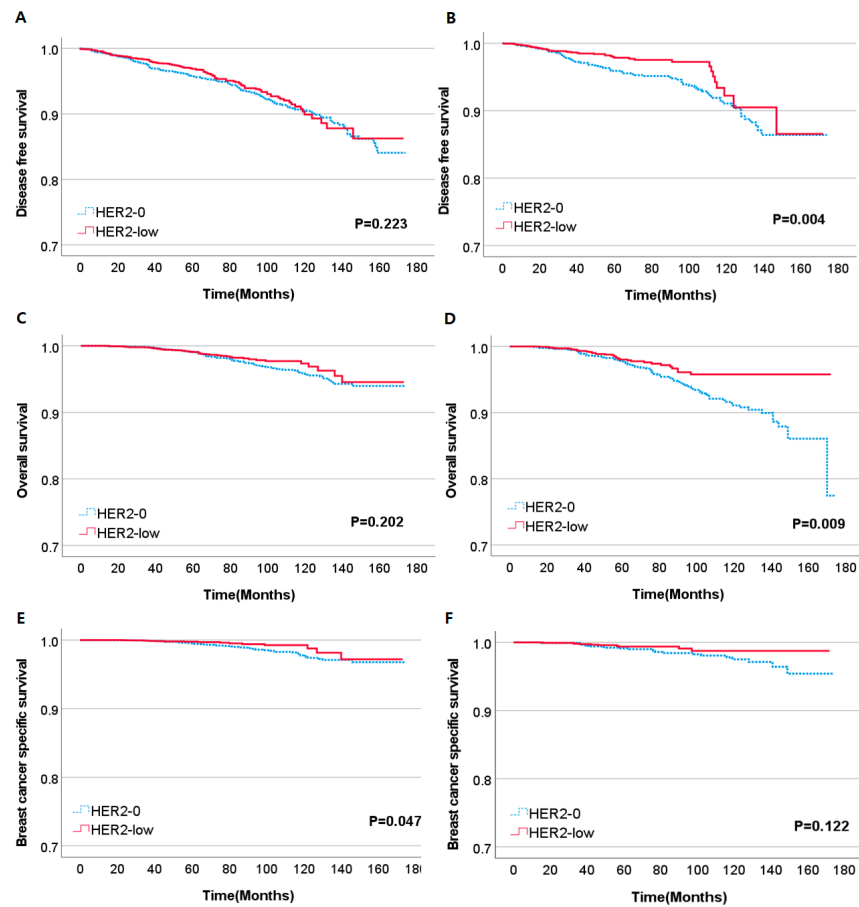 A
1.0
0.9
0.8
0.7
Disease free survival
HER2-0
HER2-low
P=0.223
0 20 40 60 80 100 120 140 160 180
Time(Months)
B
1.0
0.9
0.8
0.7
Disease free survival
HER2-0
HER2-low
P=0.004
0 20 40 60 80 100 120 140 160 180
Time(Months)
C
1.0
0.9
0.8
0.7
Overall survival
HER2-0
HER2-low
P=0.202
0 20 40 60 80 100 120 140 160 180
Time(Months)
D
1.0
0.9
0.8
0.7
Overall survival
HER2-0
HER2-low
P=0.009
0 20 40 60 80 100 120 140 160 180
Time(Months)
E
1.0
0.9
0.8
0.7
Breast cancer specific survival
HER2-0
HER2-low
P=0.047
0 20 40 60 80 100 120 140 160 18
Time(Months)
F
1.0
0.9
0.8
0.7
Breast cancer specific survival
HER2-0
HER2-low
P=0.122
0 20 40 60 80 100 120 140 160 180
Time(Months)